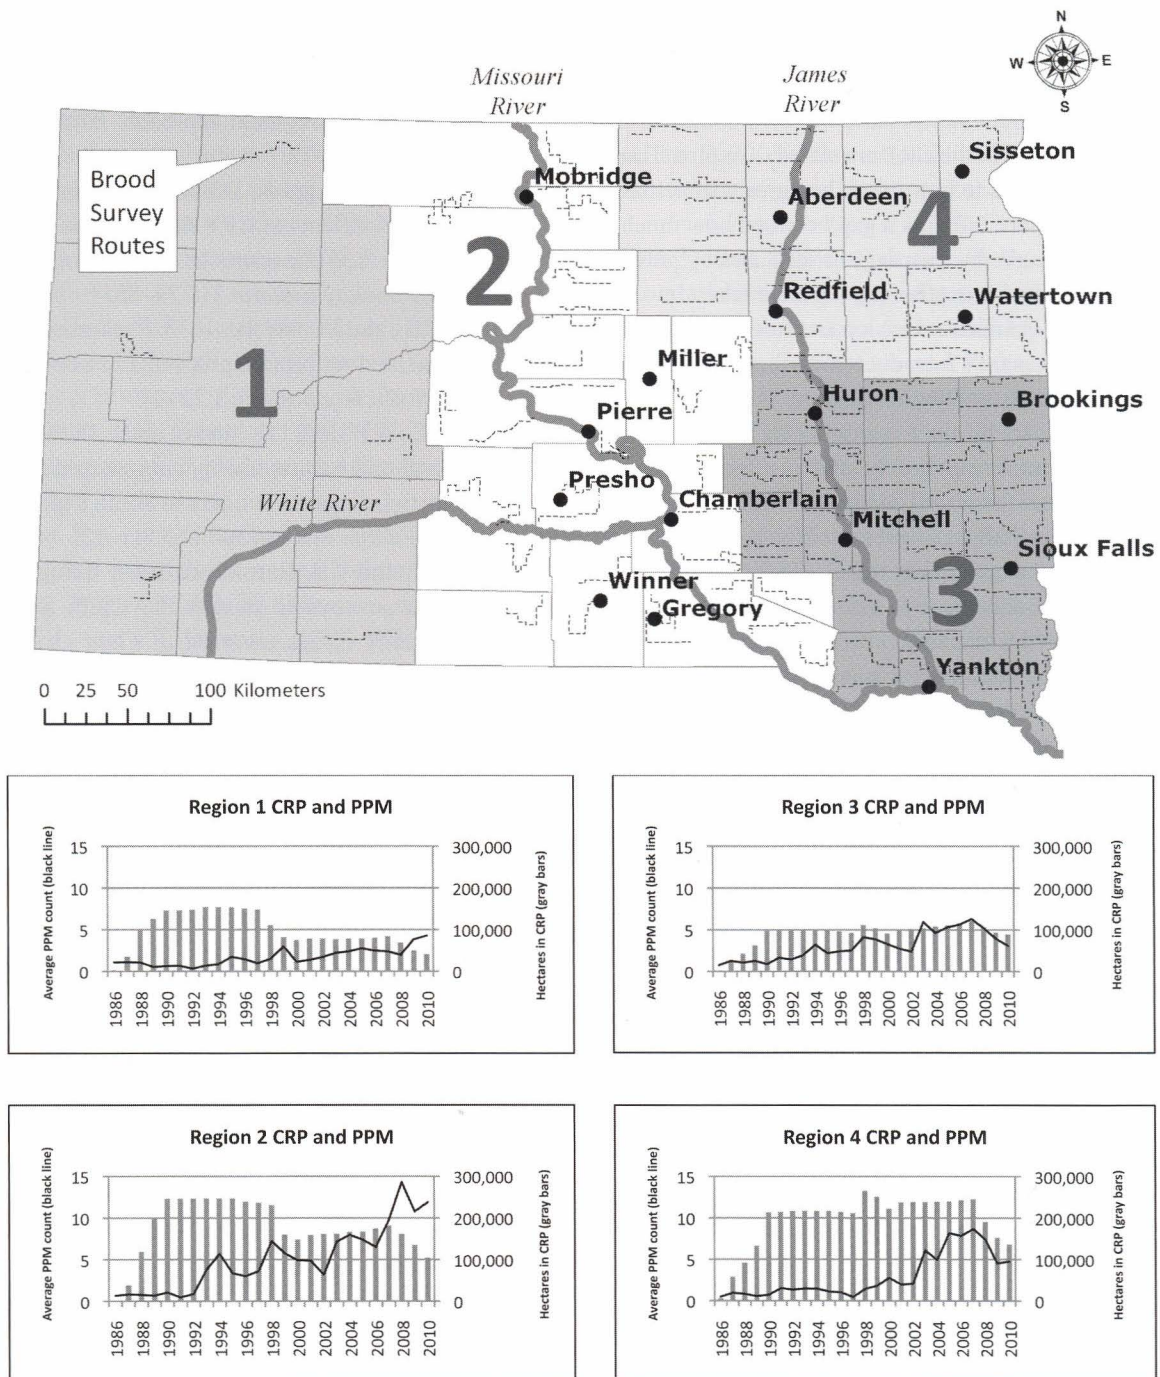 N
W
E
S
Missouri
River
James
River
Brood
Survey
Routes
Sisseton
Mobridge
Aberdeen
4
2
Redfield
Watertown
1
Miller
Huron
Brookings
Pierre
White River
Presho
Chamberlain
Mitchell
Sioux Falls
Winner
3
Gregory
Yankton
0 25 50 100 Kilometers
Region 1 CRP and PPM
Average PPM count (black line)
15
10
5
0
300,000
200,000
100,000
0
Hectares in CRP (gray bars)
1986
1988
1990
1992
1994
1996
1998
2000
2002
2004
2006
2008
2010
Region 3 CRP and PPM
Average PPM count (black line)
15
10
5
0
300,000
200,000
100,000
0
Hectares in CRP (gray bars)
1986
1988
1990
1992
1994
1996
1998
2000
2002
2004
2006
2008
2010
Region 2 CRP and PPM
Average PPM count (black line)
15
10
5
0
300,000
200,000
100,000
0
Hectares in CRP (gray bars)
1986
1988
1990
1992
1994
1996
1998
2000
2002
2004
2006
2008
2010
Region 4 CRP and PPM
Average PPM count (black line)
15
10
5
0
300,000
200,000
100,000
0
Hectares in CRP (gray bars)
1986
1988
1990
1992
1994
1996
1998
2000
2002
2004
2006
2008
2010